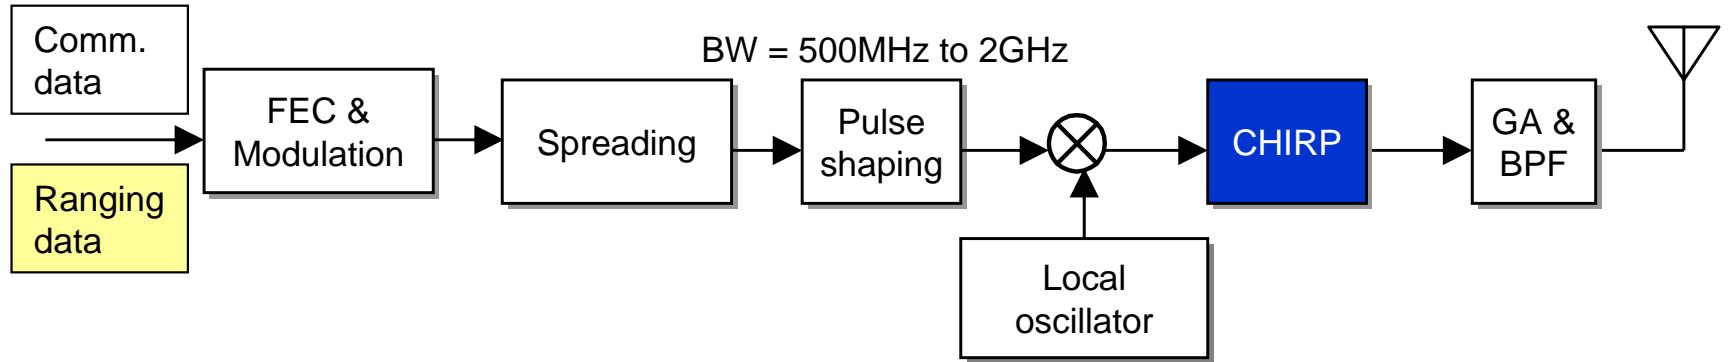 Comm.
data
Ranging
data
FEC &
Modulation
Spreading
BW = 500MHz to 2GHz
Pulse
shaping
Local
oscillator
CHIRP
GA &
BPF